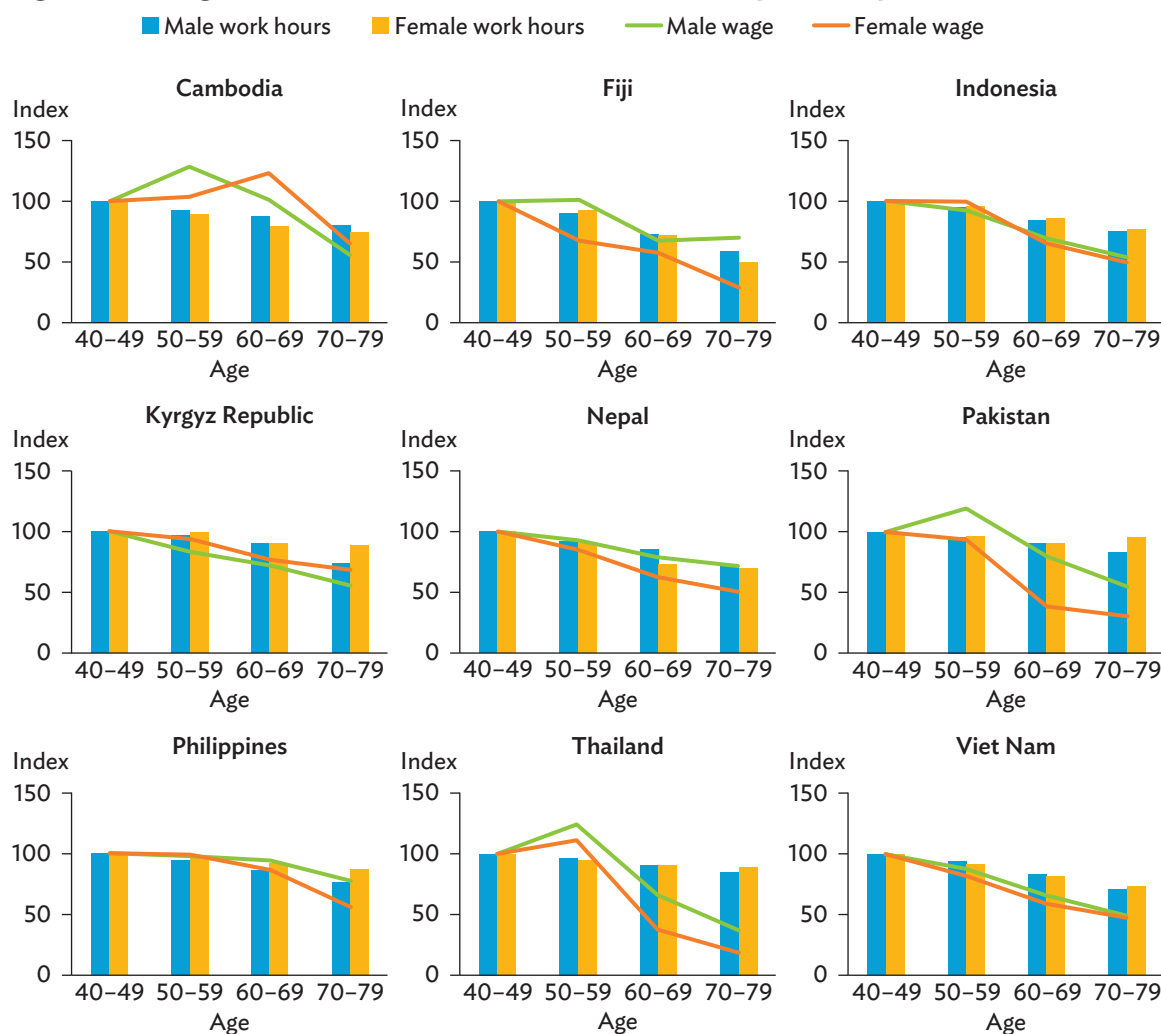 Male work hours Female work hours Male wage Female wage
Cambodia
Index
150
100
50
0
40–49 50–59 60–69 70–79
Age
Fiji
Index
150
100
50
0
40–49 50–59 60–69 70–79
Age
Indonesia
Index
150
100
50
0
40–49 50–59 60–69 70–79
Age
Kyrgyz Republic
Index
150
100
50
0
40–49 50–59 60–69 70–79
Age
Nepal
Index
150
100
50
0
40–49 50–59 60–69 70–79
Age
Pakistan
Index
150
100
50
0
40–49 50–59 60–69 70–79
Age
Philippines
Index
150
100
50
0
40–49 50–59 60–69 70–79
Age
Thailand
Index
150
100
50
0
40–49 50–59 60–69 70–79
Age
Viet Nam
Index
150
100
50
0
40–49 50–59 60–69 70–79
Age